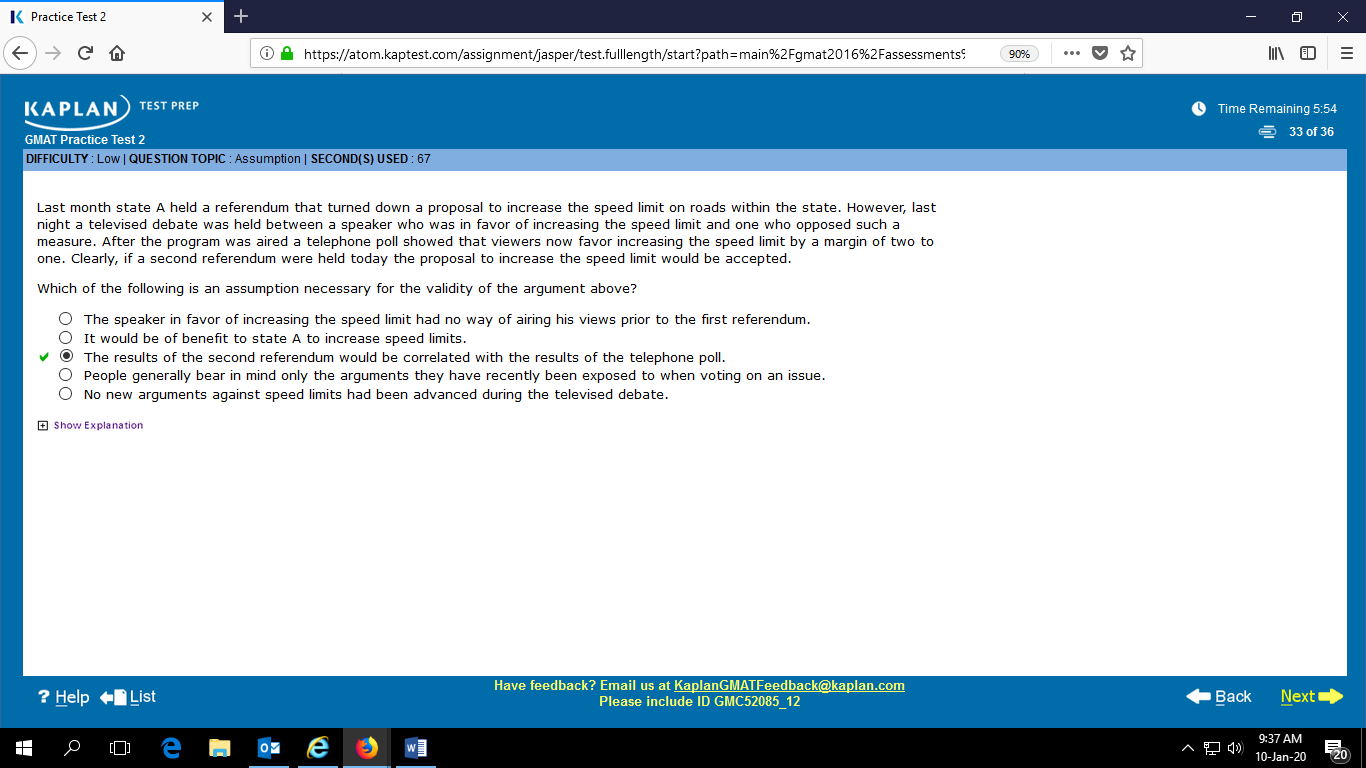 Practice Test 2
https://atom.kaptest.com/assignment/jasper/test.fulllength/start?path=main%2Fgmat2016%2Fassessments%
90%
KAPLAN TEST PREP
GMAT Practice Test 2
Time Remaining 5:54
33 of 36
DIFFICULTY : Low | QUESTION TOPIC : Assumption | SECOND(S) USED : 67
Last month state A held a referendum that turned down a proposal to increase the speed limit on roads within the state. However, last
night a televised debate was held between a speaker who was in favor of increasing the speed limit and one who opposed such a
measure. After the program was aired a telephone poll showed that viewers now favor increasing the speed limit by a margin of two to
one. Clearly, if a second referendum were held today the proposal to increase the speed limit would be accepted.
Which of the following is an assumption necessary for the validity of the argument above?
The speaker in favor of increasing the speed limit had no way of airing his views prior to the first referendum.
It would be of benefit to state A to increase speed limits.
The results of the second referendum would be correlated with the results of the telephone poll.
People generally bear in mind only the arguments they have recently been exposed to when voting on an issue.
No new arguments against speed limits had been advanced during the televised debate.
Show Explanation
? Help List
Have feedback? Email us at KaplanGMATFeedback@kaplan.com
Please include ID GMC52085_12
Back Next
9:37 AM
10-Jan-20
20